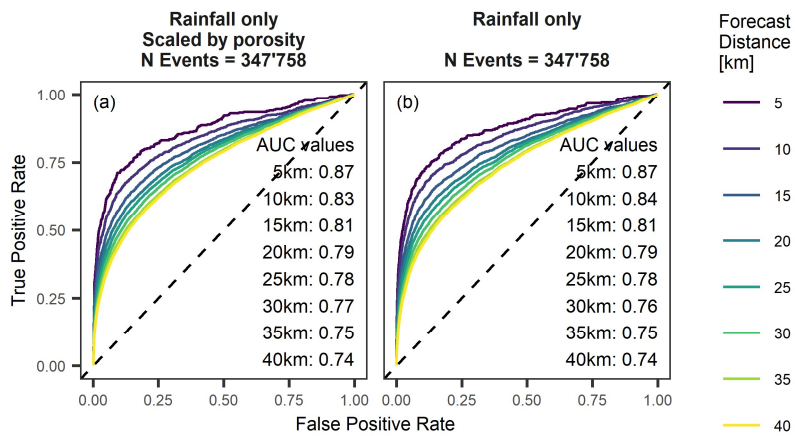 Rainfall only
Scaled by porosity
N Events = 347'758
Rainfall only
N Events = 347'758
Forecast
Distance
[km]
5
10
15
20
25
30
35
40
True Positive Rate
1.00
0.75
0.50
0.25
0.00
(a)
AUC values
5km: 0.87
10km: 0.83
15km: 0.81
20km: 0.79
25km: 0.78
30km: 0.77
35km: 0.75
40km: 0.74
(b)
AUC values
5km: 0.87
10km: 0.84
15km: 0.81
20km: 0.79
25km: 0.78
30km: 0.76
35km: 0.75
40km: 0.74
0.00 0.25 0.50 0.75 1.00
0.00 0.25 0.50 0.75 1.00
False Positive Rate